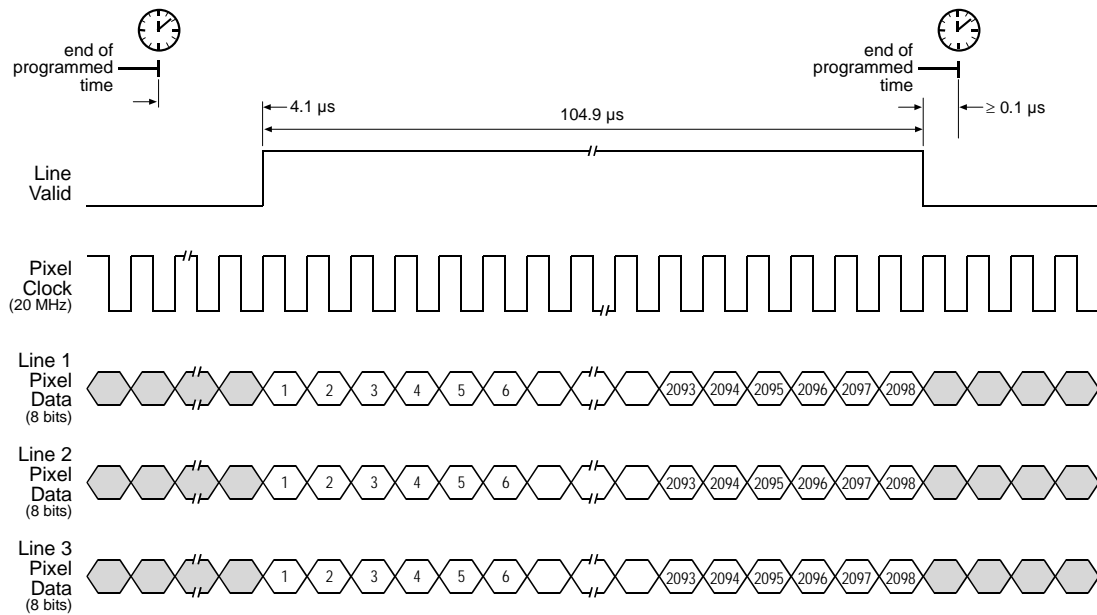 end of
programmed
time
end of
programmed
time
4.1 µs
104.9 µs
≥ 0.1 µs
Line
Valid
Pixel
Clock
(20 MHz)
Line 1
Pixel
Data
(8 bits)
1 2 3 4 5 6 2093 2094 2095 2096 2097 2098
Line 2
Pixel
Data
(8 bits)
1 2 3 4 5 6 2093 2094 2095 2096 2097 2098
Line 3
Pixel
Data
(8 bits)
1 2 3 4 5 6 2093 2094 2095 2096 2097 2098